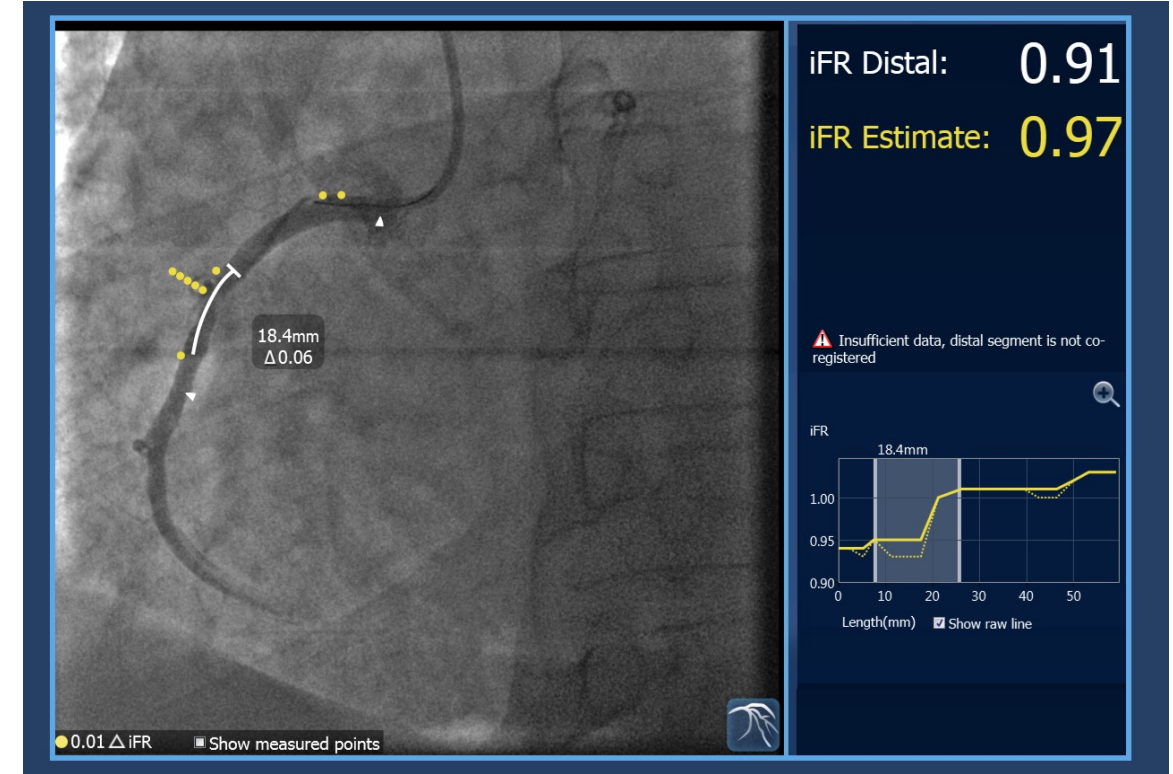 iFR Distal: 0.91
iFR Estimate: 0.97
18.4mm
Δ0.06
⚠ Insufficient data, distal segment is not co-
registered
iFR
18.4mm
1.00
0.95
0.90
0 10 20 30 40 50
Length(mm) Show raw line
0.01 Δ iFR Show measured points